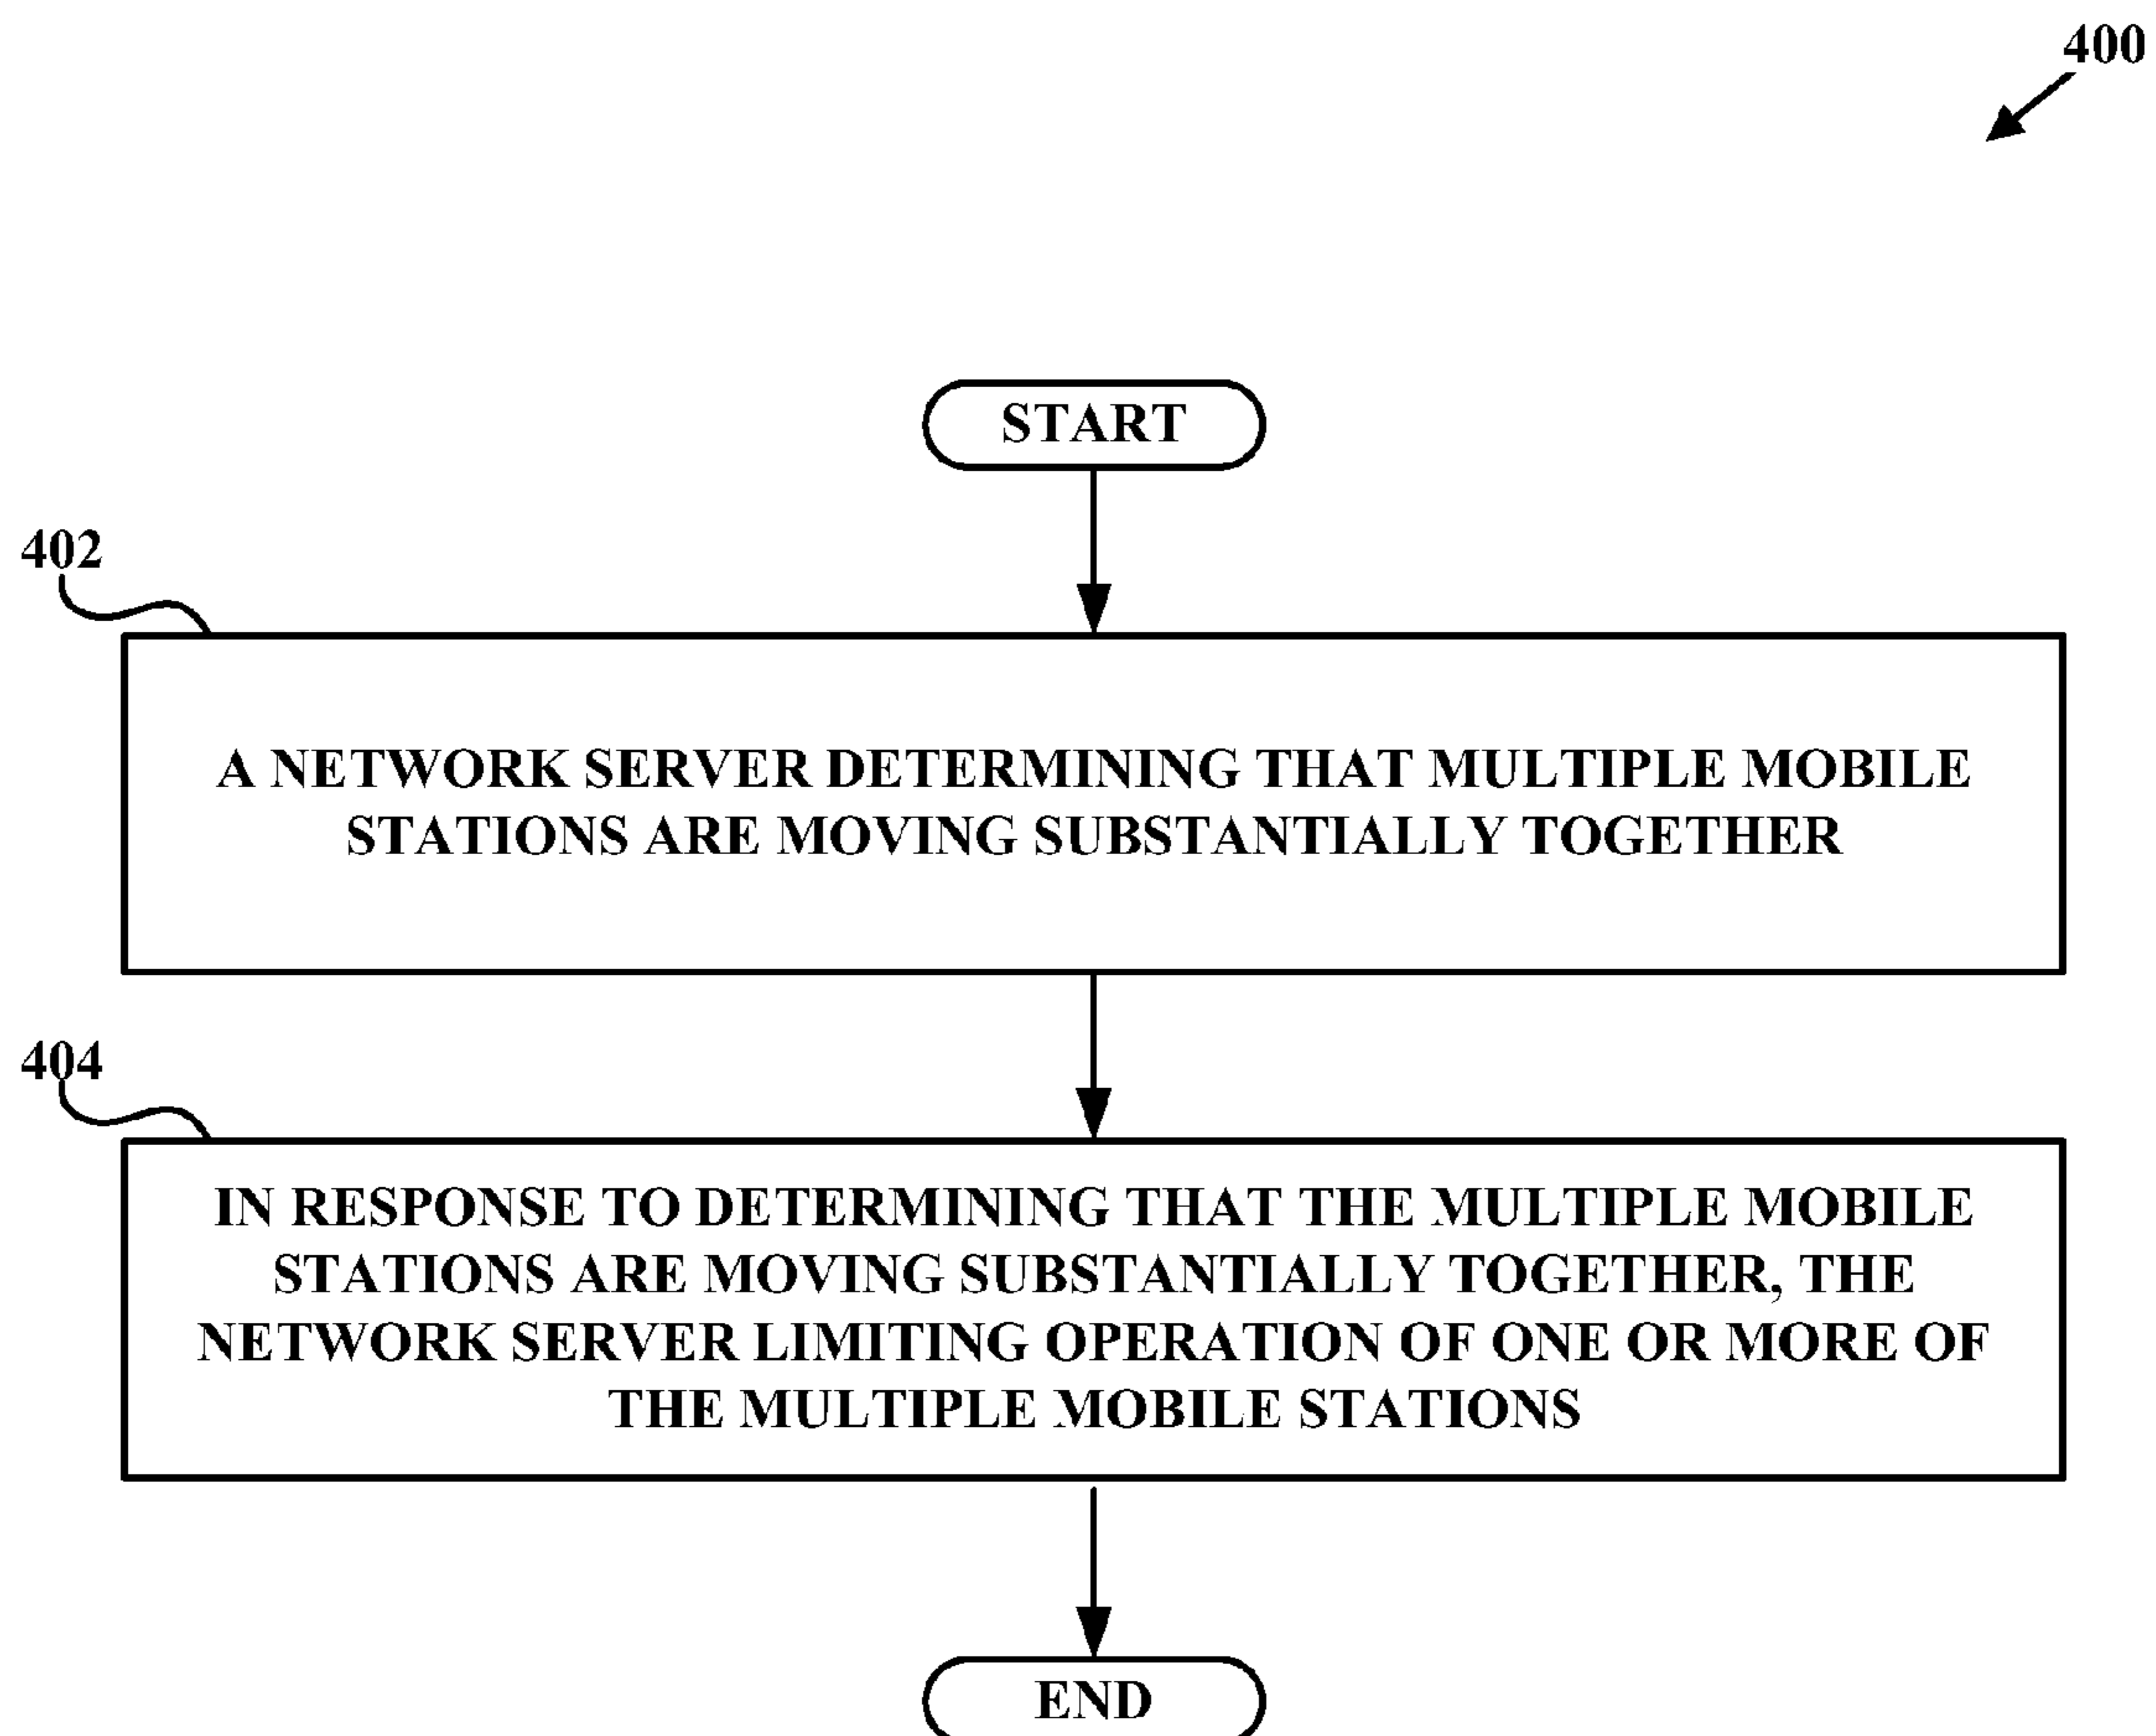 400
START
402
A NETWORK SERVER DETERMINING THAT MULTIPLE MOBILE
STATIONS ARE MOVING SUBSTANTIALLY TOGETHER
404
IN RESPONSE TO DETERMINING THAT THE MULTIPLE MOBILE
STATIONS ARE MOVING SUBSTANTIALLY TOGETHER, THE
NETWORK SERVER LIMITING OPERATION OF ONE OR MORE OF
THE MULTIPLE MOBILE STATIONS
END